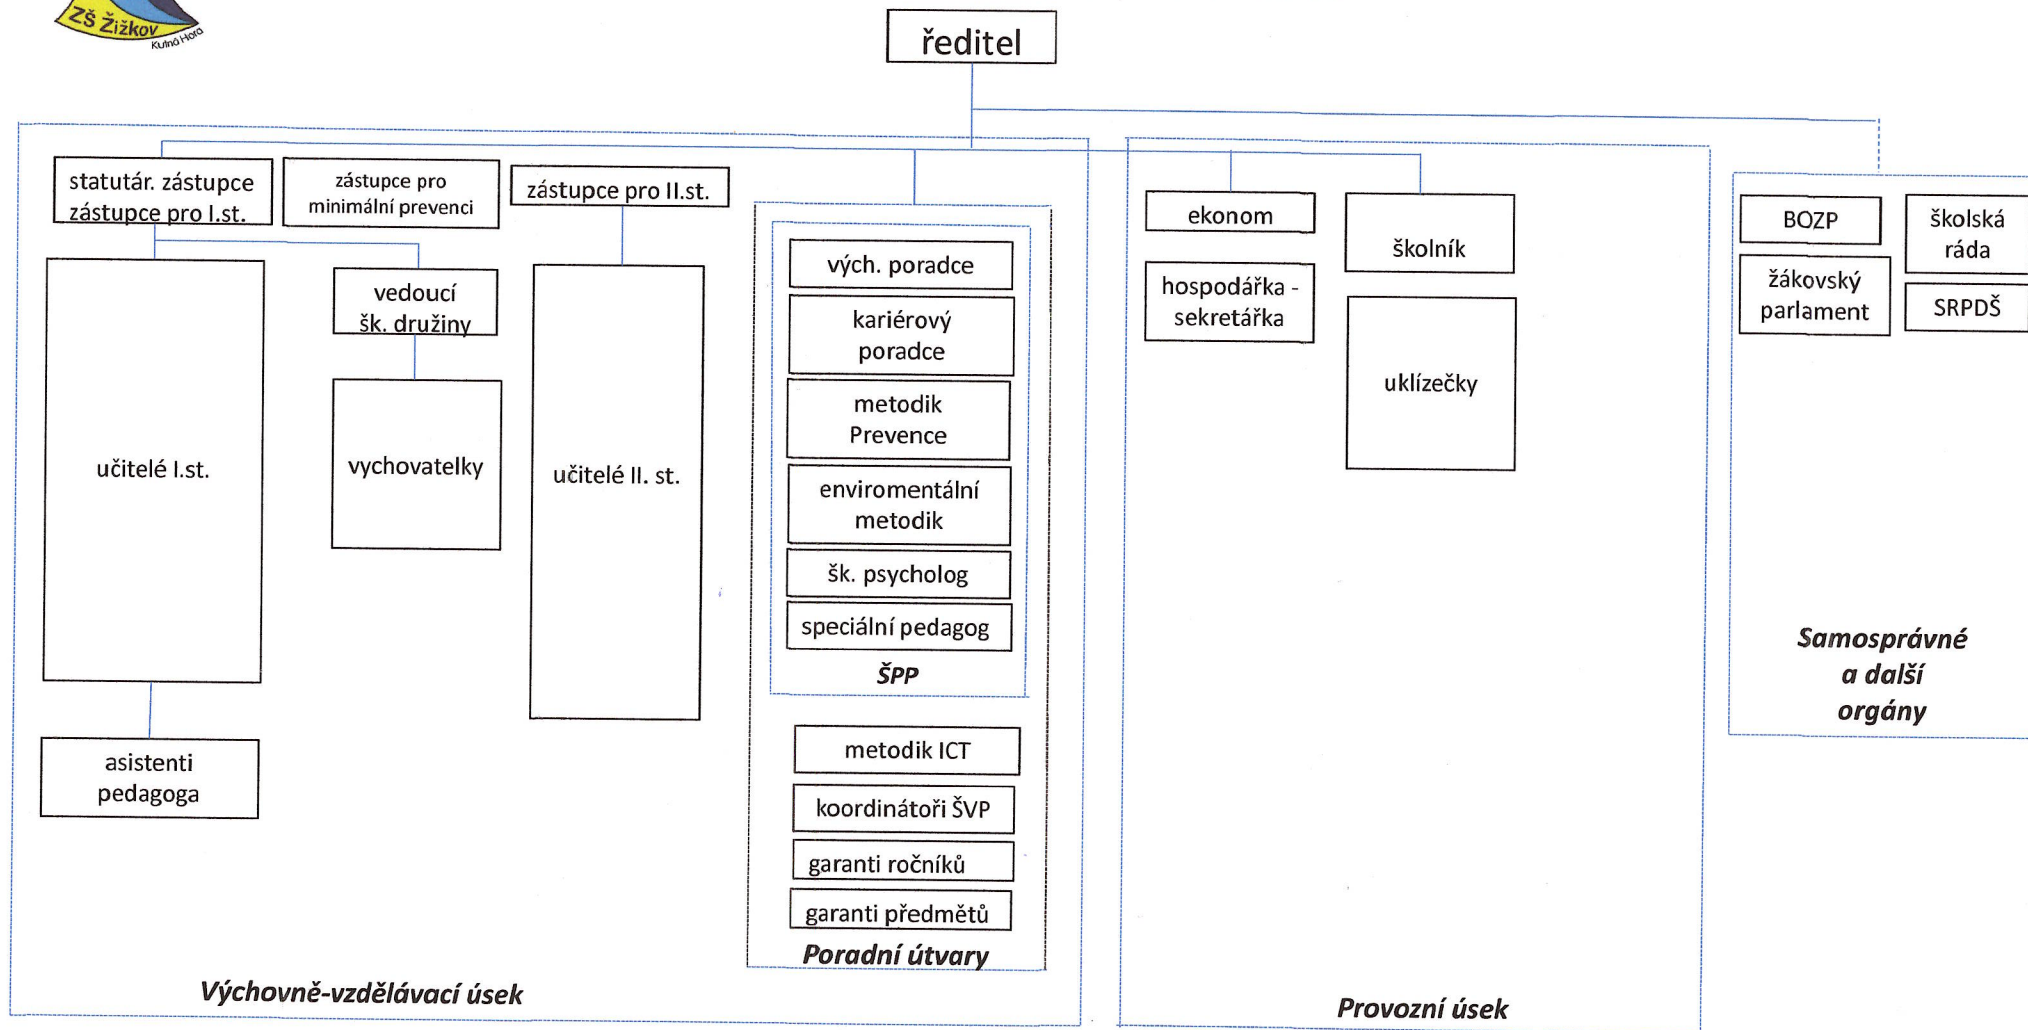 ZŠ Žižkov
Kutná Hora
ředitel
statutár. zástupce
zástupce pro I.st.
zástupce pro
minimální prevenci
zástupce pro II.st.
učitelé I.st.
vedoucí
šk. družiny
vychovatelky
učitelé II. st.
asistenti
pedagoga
vých. poradce
kariérový
poradce
metodik
Prevence
enviromentální
metodik
šk. psycholog
speciální pedagog
ŠPP
metodik ICT
koordinátoři ŠVP
garanti ročníků
garanti předmětů
Poradní útvary
Výchovně-vzdělávací úsek
ekonom
hospodářka -
sekretářka
školník
uklízečky
Provozní úsek
BOZP
školská
ráda
žákovský
parlament
SRPDŠ
Samosprávné
a další
orgány